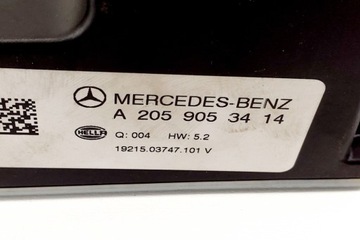 MERCEDES-BENZ
A 205 905 34 14
HELLA
Q: 004 HW: 5.2
19215.03747.101 V